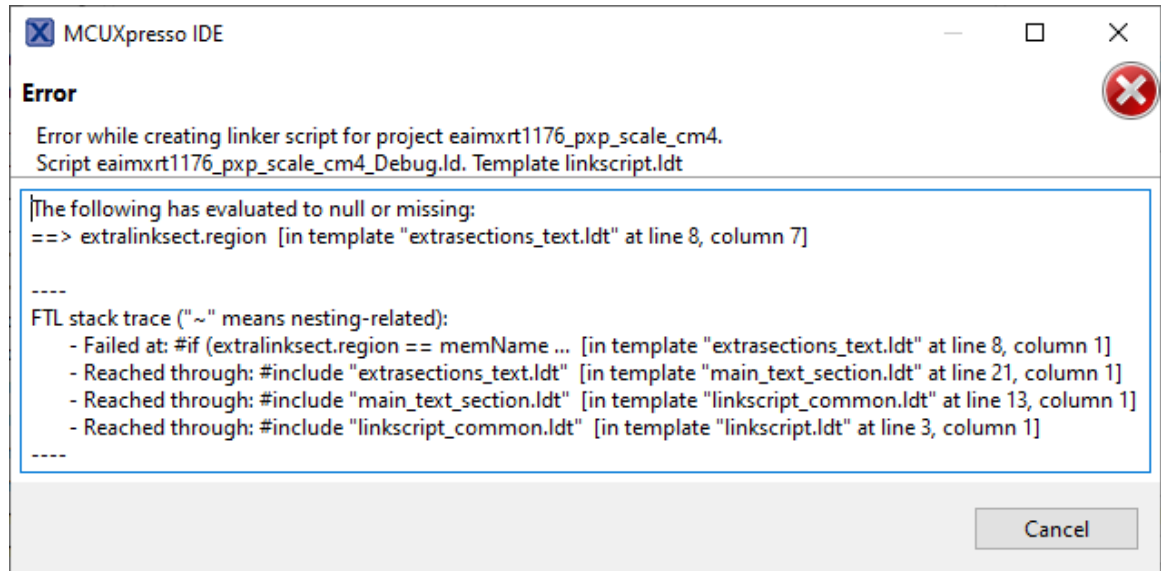 MCUXpresso IDE
Error
Error while creating linker script for project eaimxrt1176_pxp_scale_cm4.
Script eaimxrt1176_pxp_scale_cm4_Debug.ld. Template linkscript.ldt
The following has evaluated to null or missing:
==> extralinksect.region  [in template "extrasections_text.ldt" at line 8, column 7]
----
FTL stack trace ("~" means nesting-related):
- Failed at: #if (extralinksect.region == memName ...  [in template "extrasections_text.ldt" at line 8, column 1]
- Reached through: #include "extrasections_text.ldt"  [in template "main_text_section.ldt" at line 21, column 1]
- Reached through: #include "main_text_section.ldt"  [in template "linkscript_common.ldt" at line 13, column 1]
- Reached through: #include "linkscript_common.ldt"  [in template "linkscript.ldt" at line 3, column 1]
----
Cancel